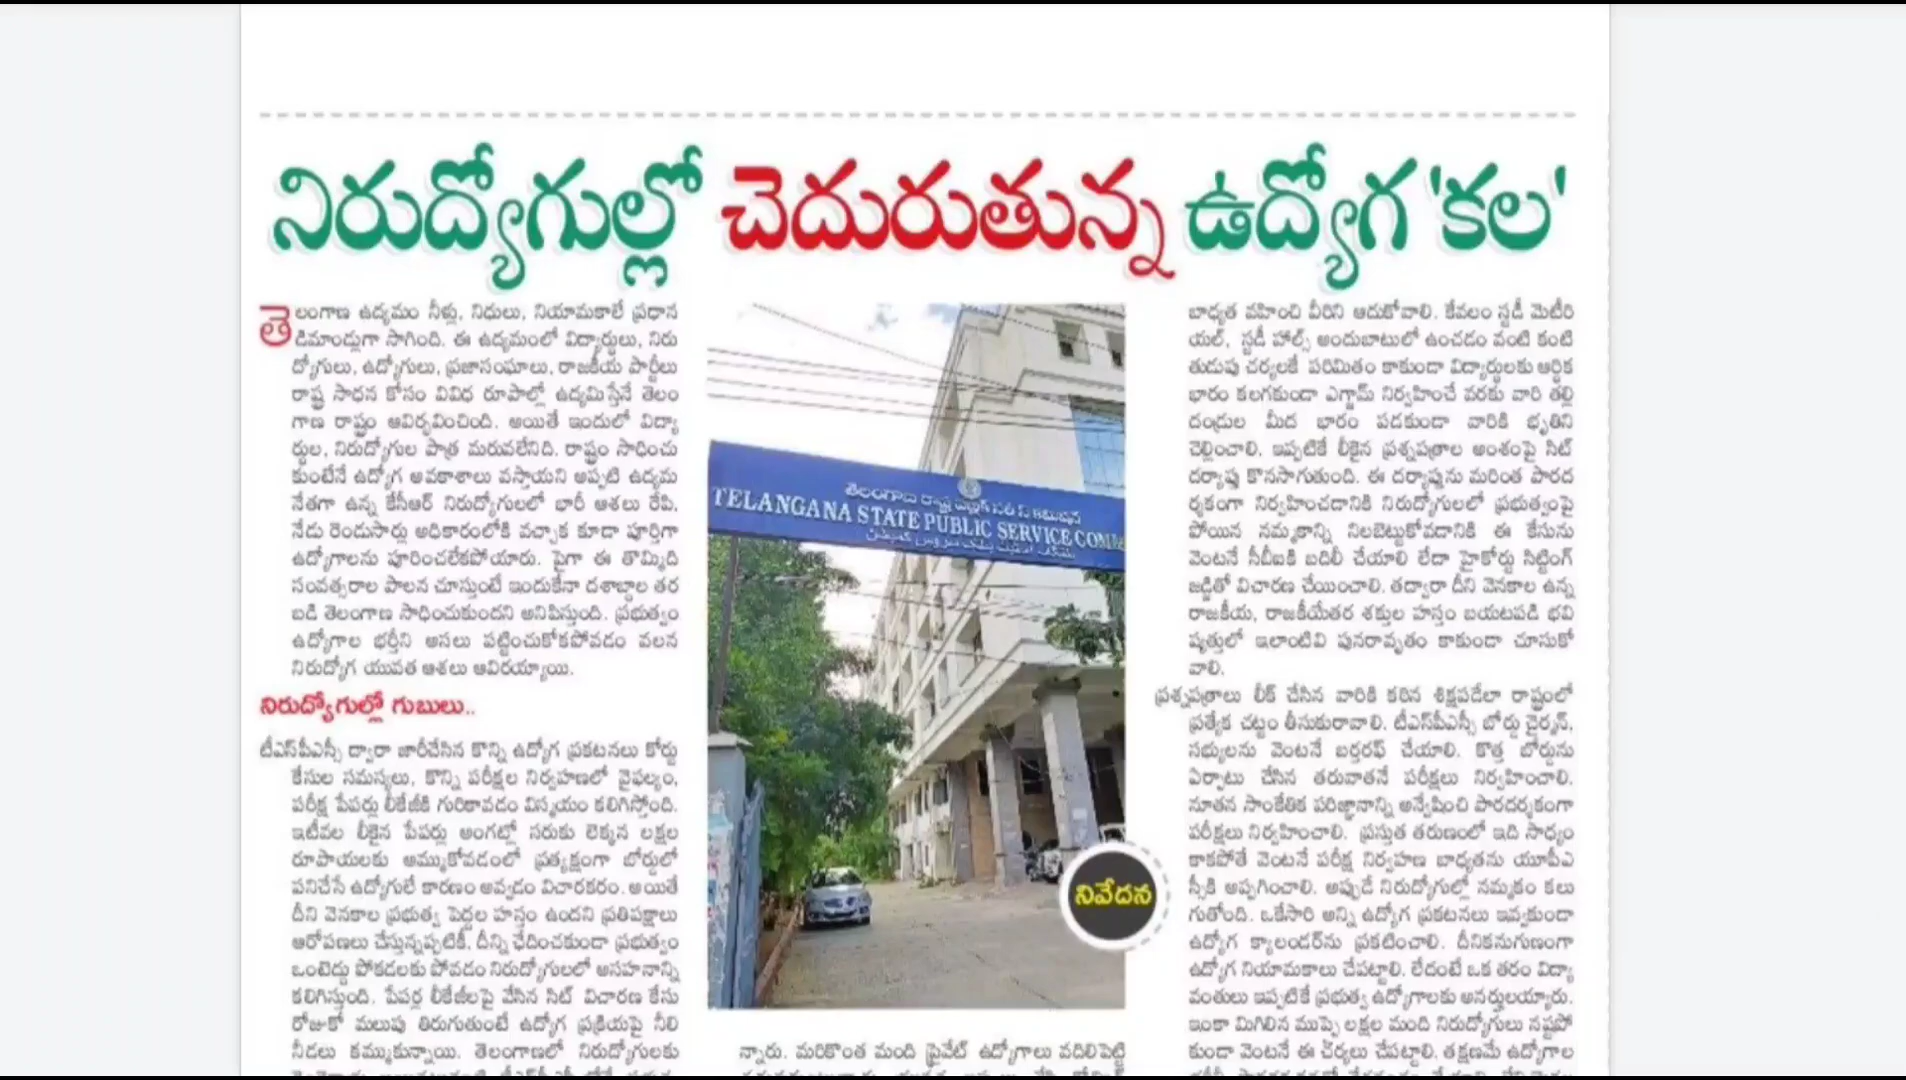 నిరుద్యోగుల్లో చెదురుతున్న ఉద్యోగ 'కల'
తెలంగాణ ఉద్యమం నీళ్లు, నిధులు, నియామకాలే ప్రధాన
డిమాండ్లుగా సాగింది. ఈ ఉద్యమంలో విద్యార్థులు, నిరు
ద్యోగులు, ఉద్యోగులు, ప్రజాసంఘాలు, రాజకీయ పార్టీలు
రాష్ట్ర సాధన కోసం వివిధ రూపాల్లో ఉద్యమిస్తేనే తెలం
గాణ రాష్ట్రం ఆవిర్భవించింది. అయితే ఇందులో విద్యా
ర్థుల, నిరుద్యోగుల పాత్ర మరువలేనిది. రాష్ట్రం సాధించు
కుంటేనే ఉద్యోగ అవకాశాలు వస్తాయని అప్పటి ఉద్యమ
నేతగా ఉన్న కేసీఆర్ నిరుద్యోగులలో భారీ ఆశలు రేపి,
నేడు రెండుసార్లు అధికారంలోకి వచ్చాక కూడా పూర్తిగా
ఉద్యోగాలను పూరించలేకపోయారు. పైగా ఈ తొమ్మిది
సంవత్సరాల పాలన చూస్తుంటే ఇందుకేనా దశాబ్దాల తర
బడి తెలంగాణ సాధించుకుందని అనిపిస్తుంది. ప్రభుత్వం
ఉద్యోగాల భర్తీని అసలు పట్టించుకోకపోవడం వలన
నిరుద్యోగ యువత ఆశలు ఆవిరయ్యాయి.
నిరుద్యోగుల్లో గుబులు..
టీఎస్‌పీఎస్సీ ద్వారా జారీచేసిన కొన్ని ఉద్యోగ ప్రకటనలు కోర్టు
కేసుల సమస్యలు, కొన్ని పరీక్షల నిర్వహణలో వైఫల్యం,
పరీక్ష పేపర్లు లీకేజీకి గురికావడం విస్మయం కలిగిస్తోంది.
ఇటీవల లీకైన పేపర్లు అంగట్లో సరుకు లెక్కన లక్షల
రూపాయలకు అమ్ముకోవడంలో ప్రత్యక్షంగా బోర్డులో
పనిచేసే ఉద్యోగులే కారణం అవ్వడం విచారకరం. అయితే
దీని వెనకాల ప్రభుత్వ పెద్దల హస్తం ఉందని ప్రతిపక్షాలు
ఆరోపణలు చేస్తున్నప్పటికీ, దీన్ని ఛేదించకుండా ప్రభుత్వం
ఒంటెద్దు పోకడలకు పోవడం నిరుద్యోగులలో అసహనాన్ని
కలిగిస్తుంది. పేపర్ల లీకేజీలపై వేసిన సిట్ విచారణ కేసు
రోజుకో మలుపు తిరుగుతుంటే ఉద్యోగ ప్రక్రియపై నీలి
నీడలు కమ్ముకున్నాయి. తెలంగాణలో నిరుద్యోగులకు
తెలంగాణ రాష్ట్ర పబ్లిక్ సర్వీస్ కమిషన్
TELANGANA STATE PUBLIC SERVICE COMM
నివేదన
న్నారు. మరికొంత మంది ప్రైవేట్ ఉద్యోగాలు వదిలిపెట్టి
బాధ్యత వహించి వీరిని ఆదుకోవాలి. కేవలం స్టడీ మెటీరి
యల్, స్టడీ హాల్స్ అందుబాటులో ఉంచడం వంటి కంటి
తుడుపు చర్యలకే పరిమితం కాకుండా విద్యార్థులకు ఆర్థిక
భారం కలగకుండా ఎగ్జామ్ నిర్వహించే వరకు వారి తల్లి
దండ్రుల మీద భారం పడకుండా వారికి భృతిని
చెల్లించాలి. ఇప్పటికే లీకైన ప్రశ్నపత్రాల అంశంపై సిట్
దర్యాప్తు కొనసాగుతుంది. ఈ దర్యాప్తును మరింత పారద
ర్శకంగా నిర్వహించడానికి నిరుద్యోగులలో ప్రభుత్వంపై
పోయిన నమ్మకాన్ని నిలబెట్టుకోవడానికి ఈ కేసును
వెంటనే సీబీఐకి బదిలీ చేయాలి లేదా హైకోర్టు సిట్టింగ్
జడ్జితో విచారణ చేయించాలి. తద్వారా దీని వెనకాల ఉన్న
రాజకీయ, రాజకీయేతర శక్తుల హస్తం బయటపడి భవి
ష్యత్తులో ఇలాంటివి పునరావృతం కాకుండా చూసుకో
వాలి.
ప్రశ్నపత్రాలు లీక్ చేసిన వారికి కఠిన శిక్షపడేలా రాష్ట్రంలో
ప్రత్యేక చట్టం తీసుకురావాలి. టీఎస్‌పీఎస్సీ బోర్డు చైర్మన్,
సభ్యులను వెంటనే బర్తరఫ్ చేయాలి. కొత్త బోర్డును
ఏర్పాటు చేసిన తరువాతనే పరీక్షలు నిర్వహించాలి.
నూతన సాంకేతిక పరిజ్ఞానాన్ని అన్వేషించి పారదర్శకంగా
పరీక్షలు నిర్వహించాలి. ప్రస్తుత తరుణంలో ఇది సాధ్యం
కాకపోతే వెంటనే పరీక్ష నిర్వహణ బాధ్యతను యూపీఎ
స్సీకి అప్పగించాలి. అప్పుడే నిరుద్యోగుల్లో నమ్మకం కలు
గుతోంది. ఒకేసారి అన్ని ఉద్యోగ ప్రకటనలు ఇవ్వకుండా
ఉద్యోగ క్యాలండర్‌ను ప్రకటించాలి. దీనికనుగుణంగా
ఉద్యోగ నియామకాలు చేపట్టాలి. లేదంటే ఒక తరం విద్యా
వంతులు ఇప్పటికే ప్రభుత్వ ఉద్యోగాలకు అనర్హులయ్యారు.
ఇంకా మిగిలిన ముప్పై లక్షల మంది నిరుద్యోగులు నష్టపో
కుండా వెంటనే ఈ చర్యలు చేపట్టాలి. తక్షణమే ఉద్యోగాల